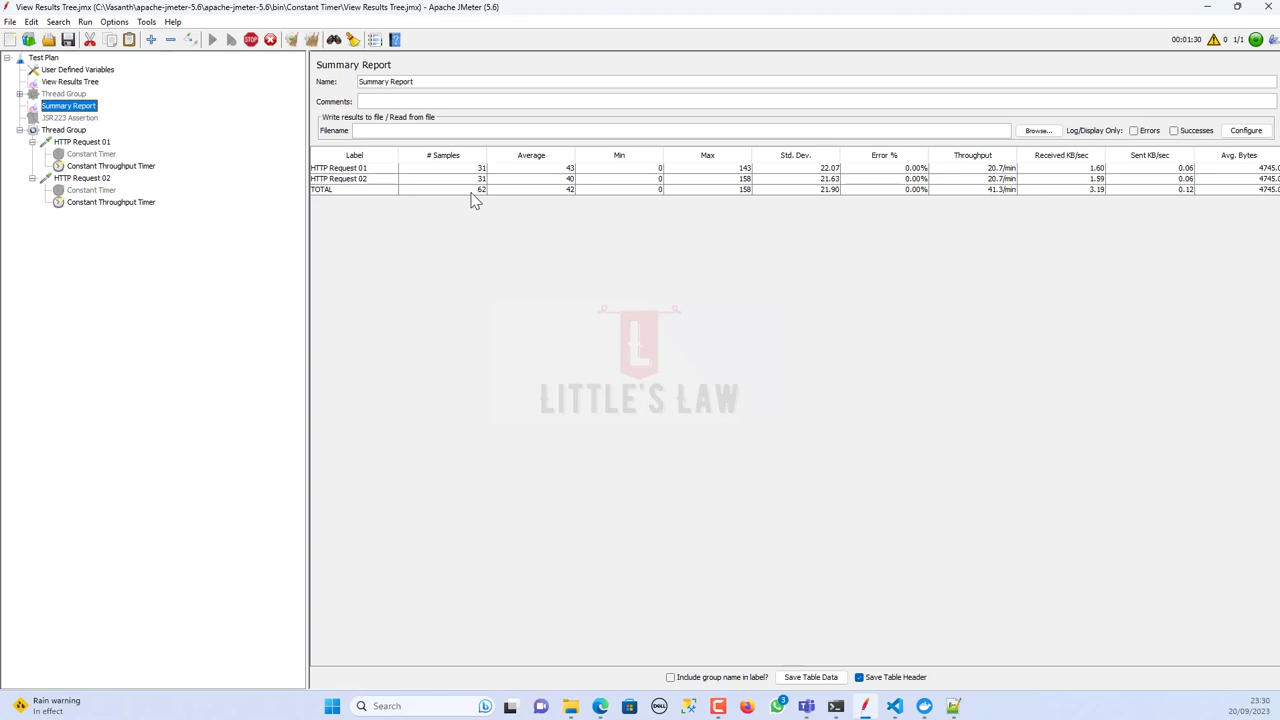 View Results Tree.jmx (C:\Vasanth\apache-jmeter-5.6\apache-jmeter-5.6\bin\Constant Timer\View Results Tree.jmx) - Apache JMeter (5.6)
File Edit Search Run Options Tools Help
STOP 00:01:30 0 1/1
Test Plan
User Defined Variables
View Results Tree
Thread Group
Summary Report
JSR223 Assertion
Thread Group
HTTP Request 01
Constant Timer
Constant Throughput Timer
HTTP Request 02
Constant Timer
Constant Throughput Timer
Summary Report
Name: Summary Report
Comments:
Write results to file / Read from file
Filename Browse... Log/Display Only: Errors Successes Configure
Label # Samples Average Min Max Std. Dev. Error % Throughput Received KB/sec Sent KB/sec Avg. Bytes
HTTP Request 01 31 43 0 143 22.07 0.00% 20.7/min 1.60 0.06 4745.0
HTTP Request 02 31 40 0 158 21.63 0.00% 20.7/min 1.59 0.06 4745.0
TOTAL 62 42 0 158 21.90 0.00% 41.3/min 3.19 0.12 4745.0
L
LITTLE'S LAW
Include group name in label? Save Table Data Save Table Header
Rain warning
In effect
Search
DELL
3
23:30
20/09/2023